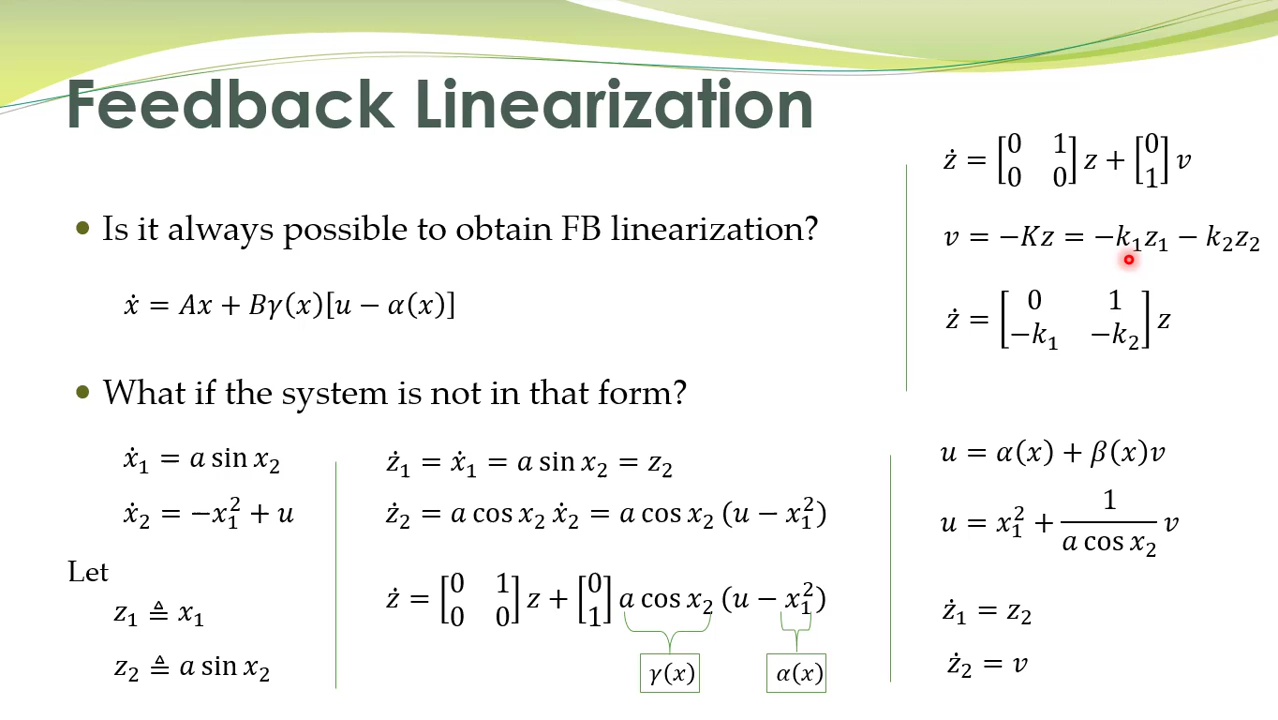 Feedback Linearization
• Is it always possible to obtain FB linearization?
ẋ = Ax + Bγ(x)[u − α(x)]
• What if the system is not in that form?
ẋ₁ = a sin x₂
ẋ₂ = −x₁² + u
Let
z₁ ≜ x₁
z₂ ≜ a sin x₂
ż₁ = ẋ₁ = a sin x₂ = z₂
ż₂ = a cos x₂ ẋ₂ = a cos x₂ (u − x₁²)
ż = [0 1; 0 0] z + [0; 1] a cos x₂ (u − x₁²)
γ(x) α(x)
ż = [0 1; 0 0] z + [0; 1] v
v = −Kz = −k₁z₁ − k₂z₂
ż = [0 1; −k₁ −k₂] z
u = α(x) + β(x)v
u = x₁² + 1/(a cos x₂) v
ż₁ = z₂
ż₂ = v